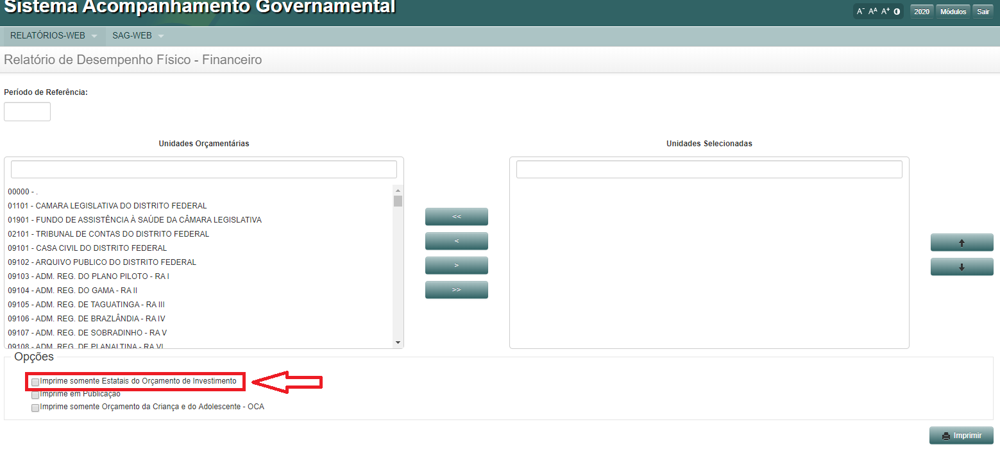 Sistema Acompanhamento Governamental
A- AA A+
2020
Módulos
Sair
RELATÓRIOS-WEB
SAG-WEB
Relatório de Desempenho Físico - Financeiro
Período de Referência:
Unidades Orçamentárias
Unidades Selecionadas
00000 - .
01101 - CAMARA LEGISLATIVA DO DISTRITO FEDERAL
01901 - FUNDO DE ASSISTÊNCIA À SAÚDE DA CÂMARA LEGISLATIVA
02101 - TRIBUNAL DE CONTAS DO DISTRITO FEDERAL
09101 - CASA CIVIL DO DISTRITO FEDERAL
09102 - ARQUIVO PUBLICO DO DISTRITO FEDERAL
09103 - ADM. REG. DO PLANO PILOTO - RA I
09104 - ADM. REG. DO GAMA - RA II
09105 - ADM. REG. DE TAGUATINGA - RA III
09106 - ADM. REG. DE BRAZLÂNDIA - RA IV
09107 - ADM. REG. DE SOBRADINHO - RA V
09108 - ADM. REG. DE PLANALTINA - RA VI
<<
<
>
>>
Opções
Imprime somente Estatais do Orçamento de Investimento
Imprime em Publicação
Imprime somente Orçamento da Criança e do Adolescente - OCA
Imprimir